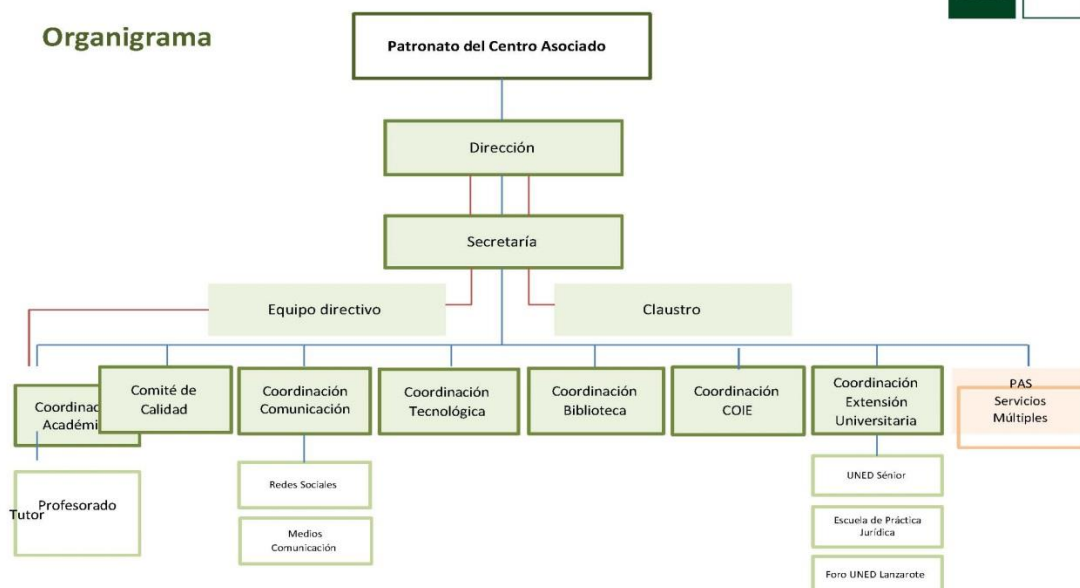 Organigrama
Patronato del Centro Asociado
Dirección
Secretaría
Equipo directivo
Claustro
Académi
Comité de
Calidad
Coordinación
Comunicación
Coordinación
Tecnológica
Coordinación
Biblioteca
Coordinación
COIE
Coordinación
Extensión
Universitaria
PAS
Servicios
Múltiples
Profesorado
Tutor
Redes Sociales
Medios
Comunicación
UNED Sénior
Escuela de Práctica
Jurídica
Foro UNED Lanzarote